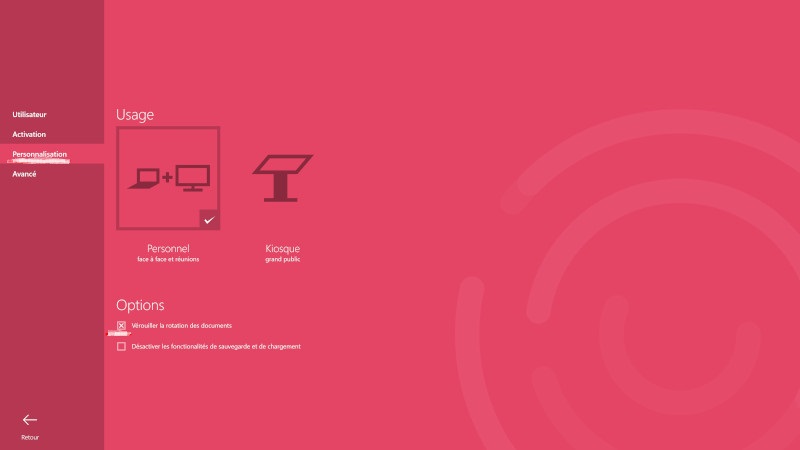 Utilisateur
Activation
Personnalisation
Avancé
Retour
Usage
Personnel
face à face et réunions
Kiosque
grand public
Options
Vérouiller la rotation des documents
Désactiver les fonctionalités de sauvegarde et de chargement